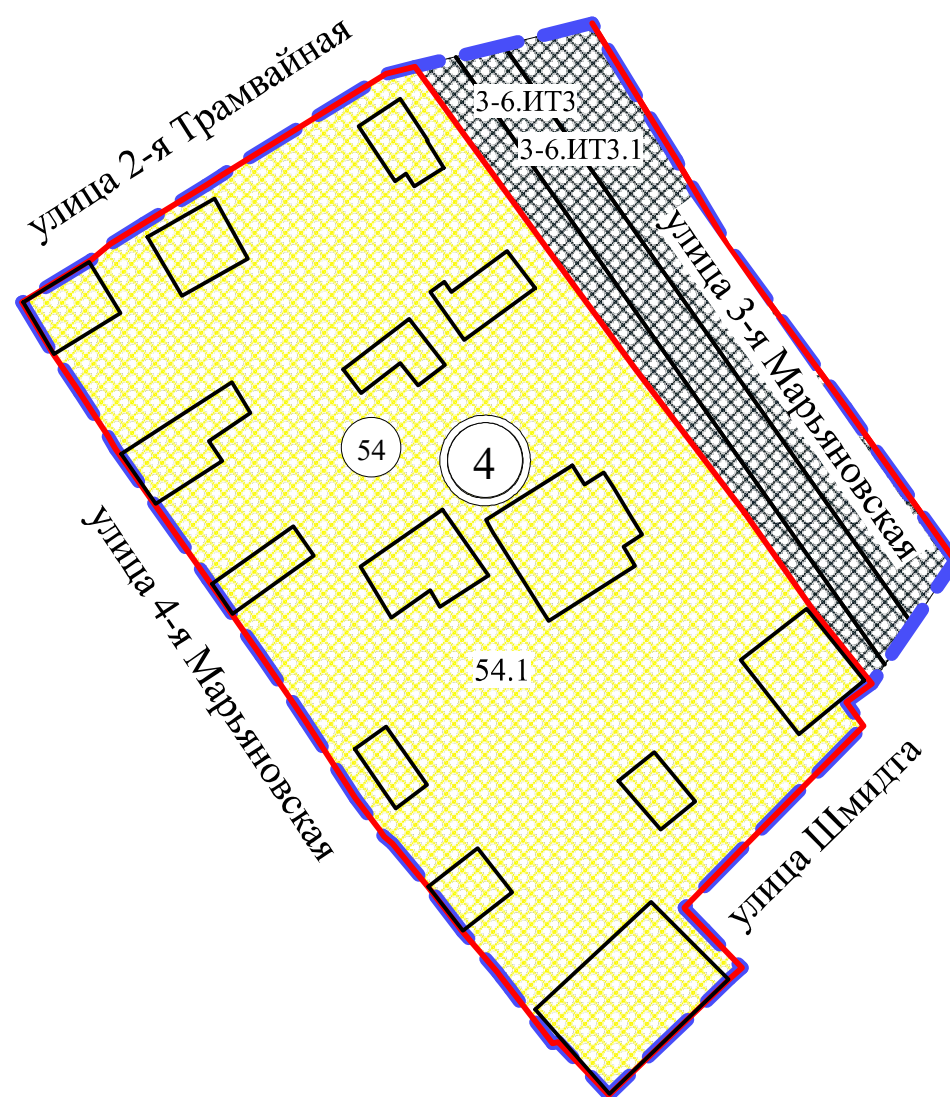 улица 2-я Трамвайная
3-6.ИТ3
3-6.ИТ3.1
улица 3-я Марьяновская
54
4
улица 4-я Марьяновская
54.1
улица Шмидта